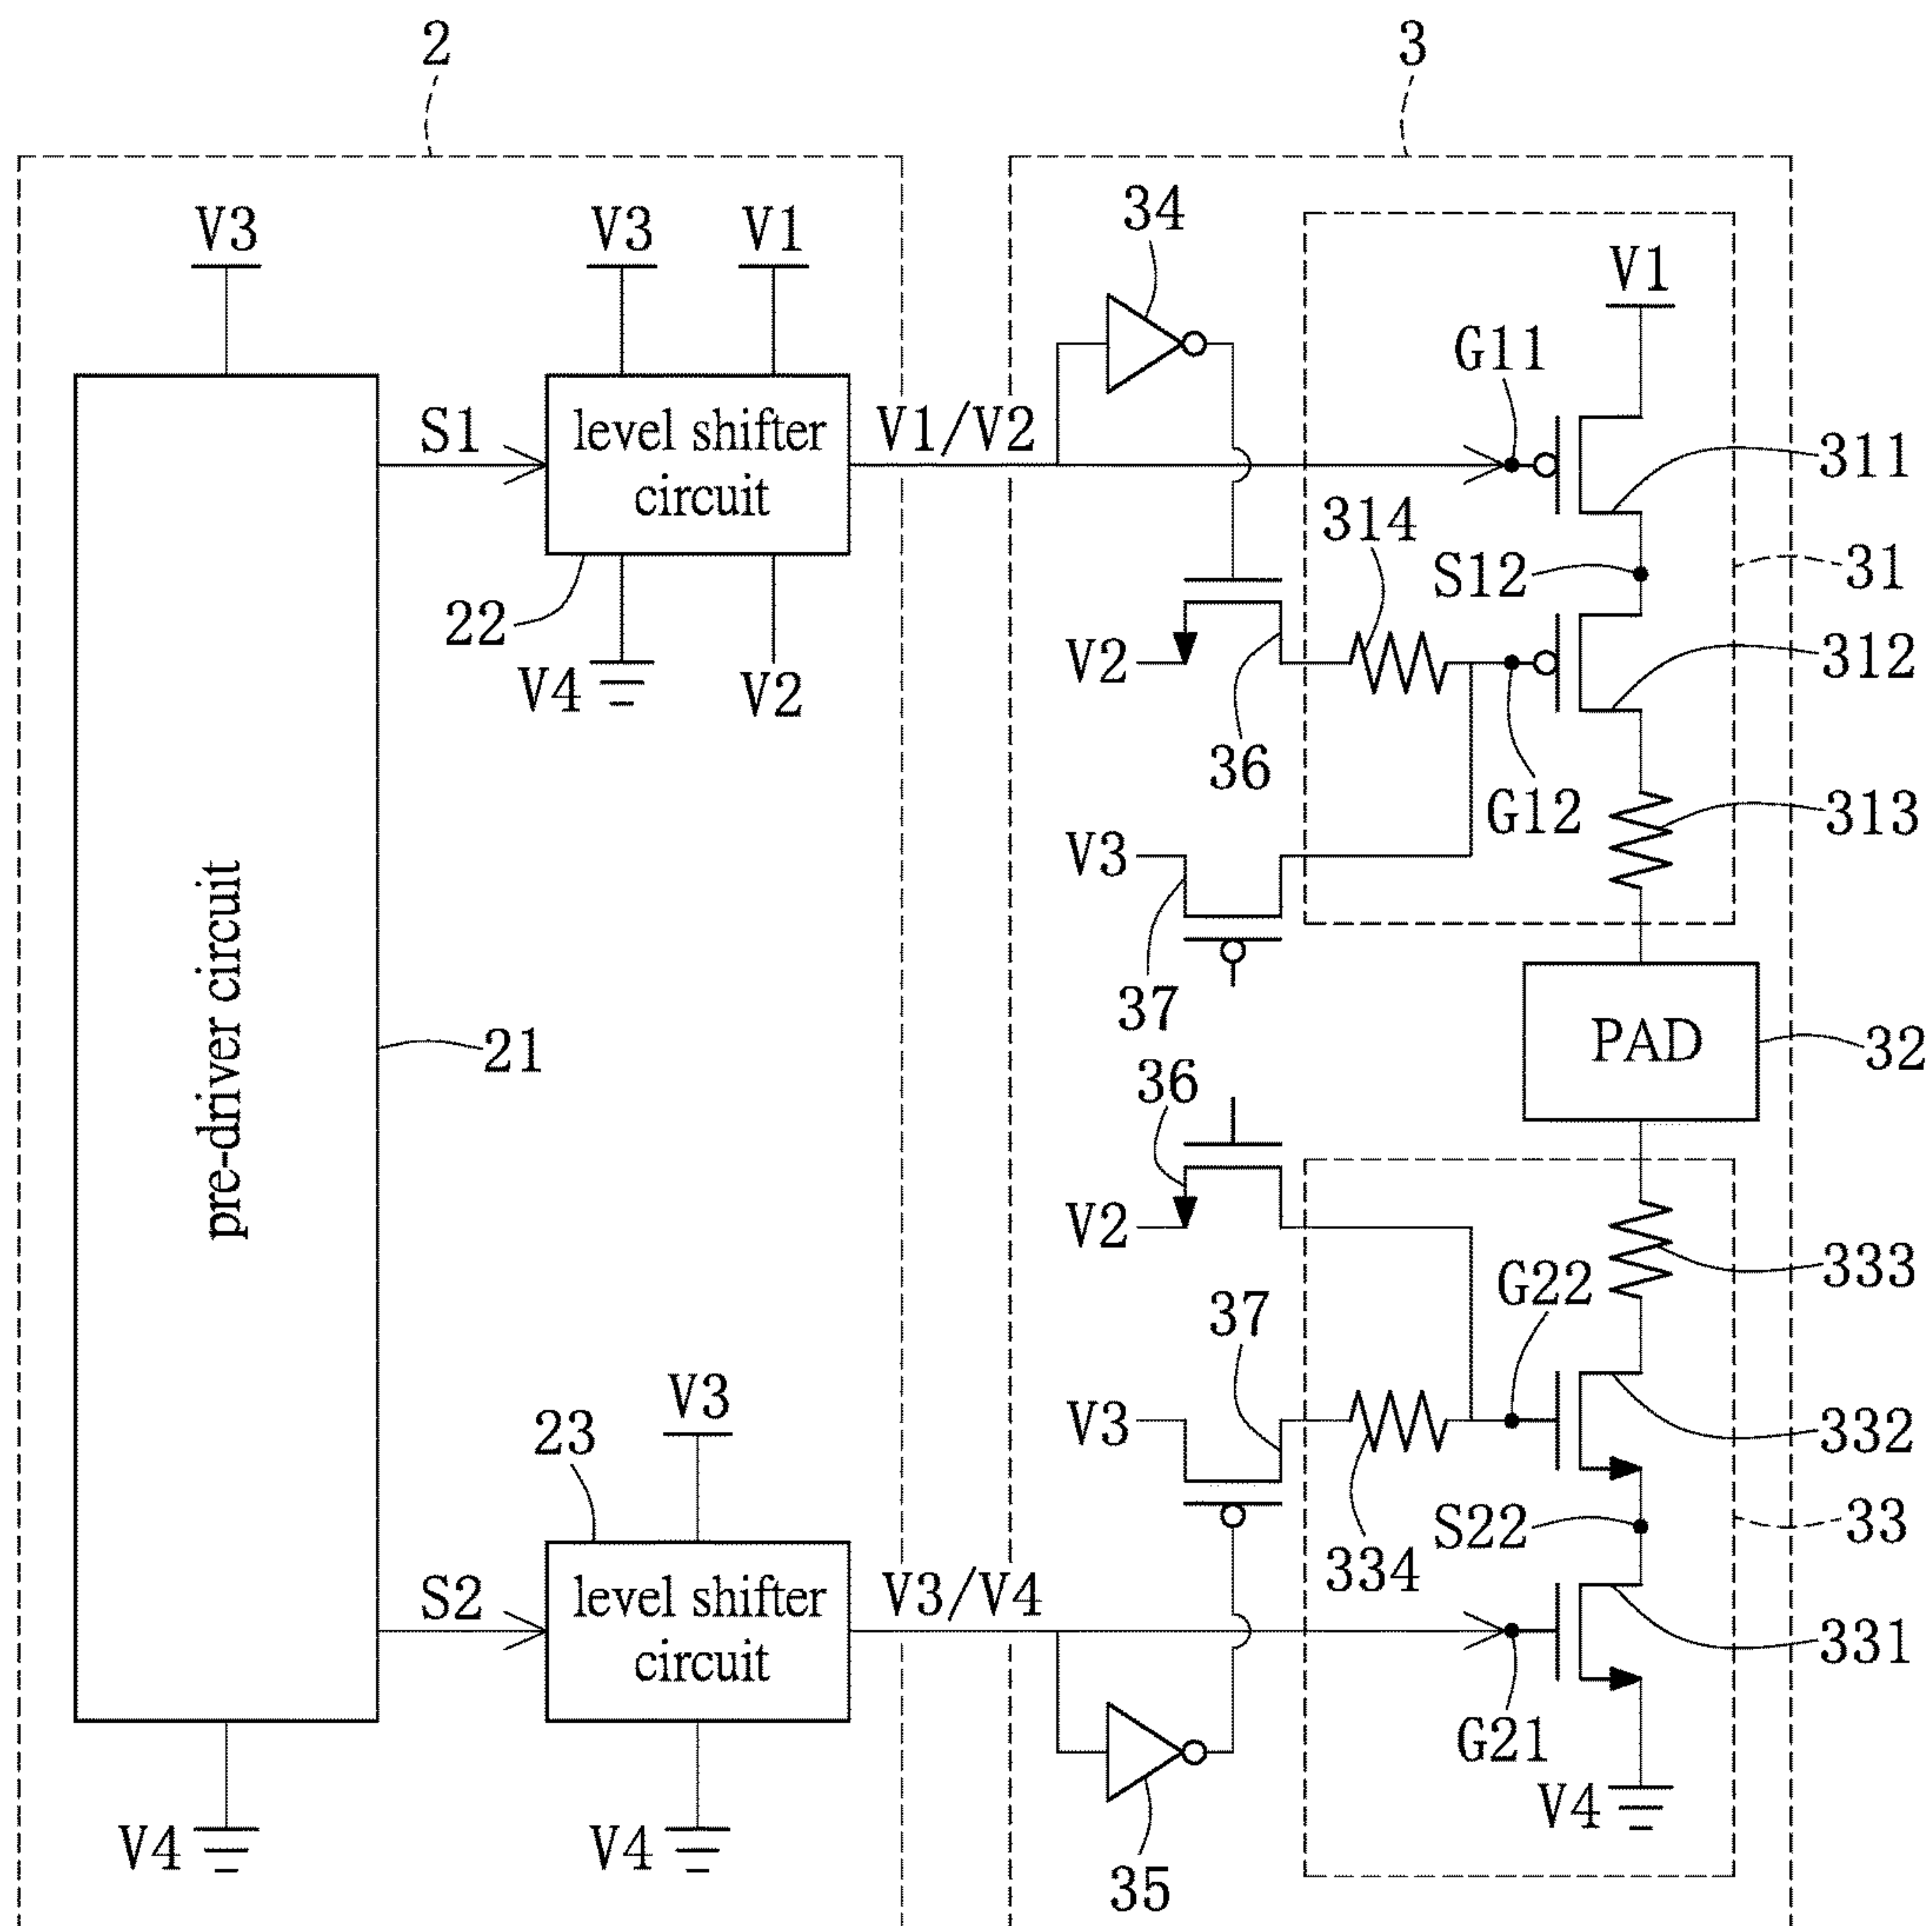 2
3
V3
V3
V1
34
V1
G11
S1
level shifter
circuit
V1/V2
311
314
S12
31
22
V4
V2
V2
36
G12
312
313
V3
37
pre-driver circuit
21
PAD
32
36
V2
G22
333
37
V3
23
V3
334
332
S22
33
S2
level shifter
circuit
V3/V4
331
G21
V4
V4
V4
35